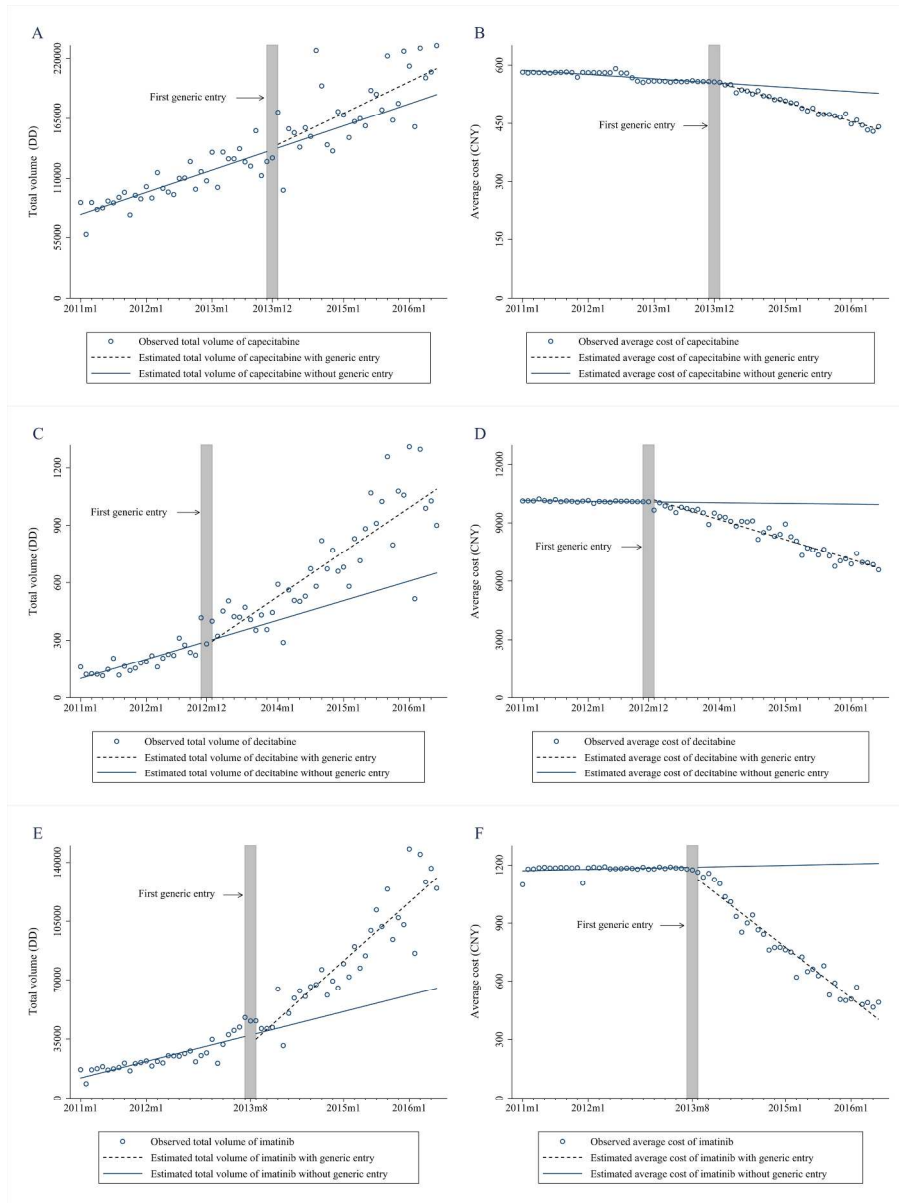 A
Total volume (DD)
220000
165000
110000
55000
0
First generic entry
2011m1 2012m1 2013m1 2013m12 2015m1 2016m1
Observed total volume of capecitabine
Estimated total volume of capecitabine with generic entry
Estimated total volume of capecitabine without generic entry
B
Average cost (CNY)
600
450
300
150
0
First generic entry
2011m1 2012m1 2013m1 2013m12 2015m1 2016m1
Observed average cost of capecitabine
Estimated average cost of capecitabine with generic entry
Estimated average cost of capecitabine without generic entry
C
Total volume (DD)
1200
900
600
300
0
First generic entry
2011m1 2012m1 2012m12 2014m1 2015m1 2016m1
Observed total volume of decitabine
Estimated total volume of decitabine with generic entry
Estimated total volume of decitabine without generic entry
D
Average cost (CNY)
12000
9000
6000
3000
0
First generic entry
2011m1 2012m1 2012m12 2014m1 2015m1 2016m1
Observed average cost of decitabine
Estimated average cost of decitabine with generic entry
Estimated average cost of decitabine without generic entry
E
Total volume (DD)
140000
105000
70000
35000
0
First generic entry
2011m1 2012m1 2013m8 2015m1 2016m1
Observed total volume of imatinib
Estimated total volume of imatinib with generic entry
Estimated total volume of imatinib without generic entry
F
Average cost (CNY)
1200
900
600
300
First generic entry
2011m1 2012m1 2013m8 2015m1 2016m1
Observed average cost of imatinib
Estimated average cost of imatinib with generic entry
Estimated average cost of imatinib without generic entry